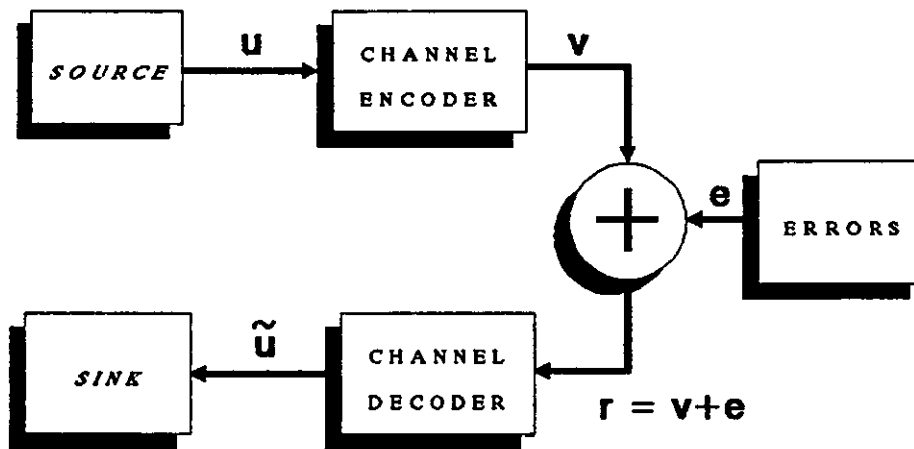 u
v
SOURCE
CHANNEL
ENCODER
+
e
ERRORS
ũ
SINK
CHANNEL
DECODER
r = v+e